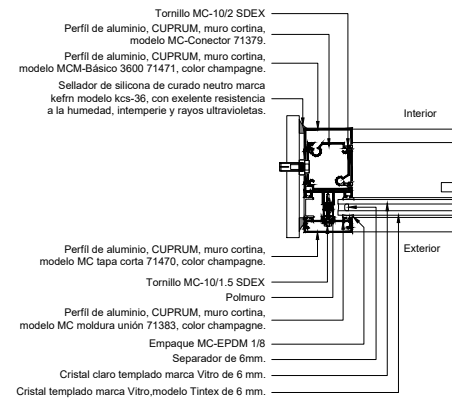 Tornillo MC-10/2 SDEX
Perfíl de aluminio, CUPRUM, muro cortina,
modelo MC-Conector 71379.
Perfíl de aluminio, CUPRUM, muro cortina,
modelo MCM-Básico 3600 71471, color champagne.
Sellador de silicona de curado neutro marca
kefrn modelo kcs-36, con exelente resistencia
a la humedad, intemperie y rayos ultravioletas.
Interior
Exterior
Perfíl de aluminio, CUPRUM, muro cortina,
modelo MC tapa corta 71470, color champagne.
Tornillo MC-10/1.5 SDEX
Polmuro
Perfíl de aluminio, CUPRUM, muro cortina,
modelo MC moldura unión 71383, color champagne.
Empaque MC-EPDM 1/8
Separador de 6mm.
Cristal claro templado marca Vitro de 6 mm.
Cristal templado marca Vitro,modelo Tintex de 6 mm.